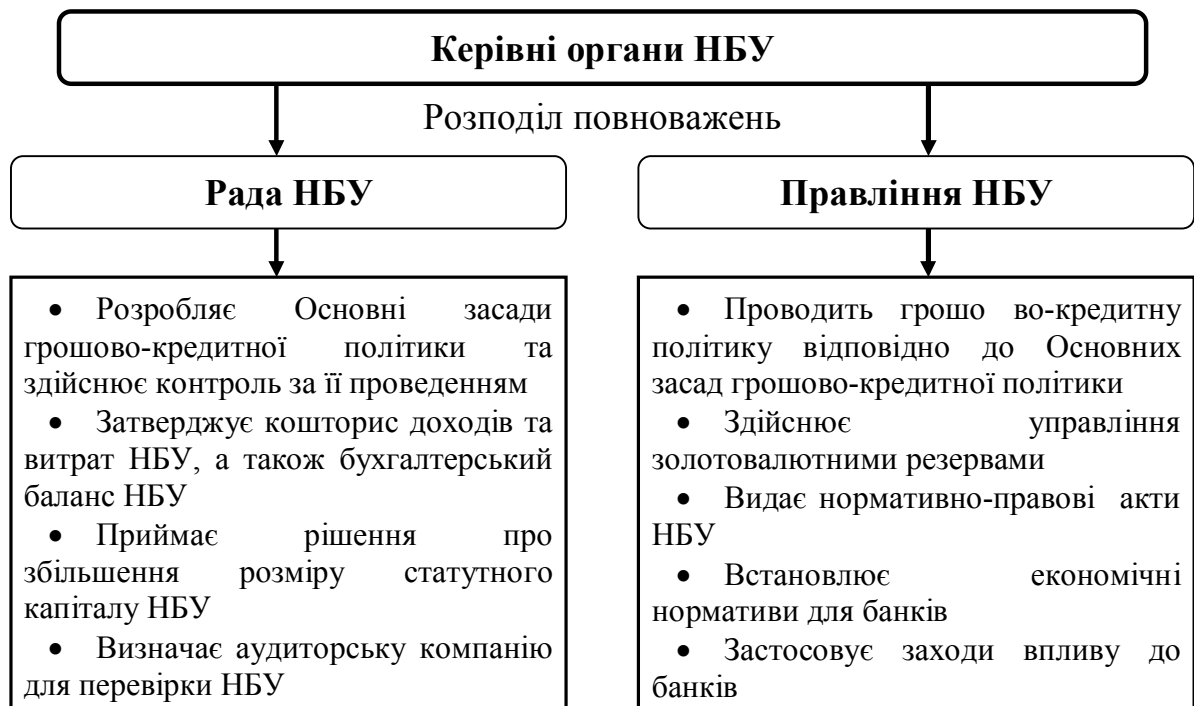 Керівні органи НБУ
Розподіл повноважень
Рада НБУ
• Розробляє Основні засади
грошово-кредитної політики та
здійснює контроль за її проведенням
• Затверджує кошторис доходів та
витрат НБУ, а також бухгалтерський
баланс НБУ
• Приймає рішення про
збільшення розміру статутного
капіталу НБУ
• Визначає аудиторську компанію
для перевірки НБУ
Правління НБУ
• Проводить грошо во-кредитну
політику відповідно до Основних
засад грошово-кредитної політики
• Здійснює управління
золотовалютними резервами
• Видає нормативно-правові акти
НБУ
• Встановлює економічні
нормативи для банків
• Застосовує заходи впливу до
банків